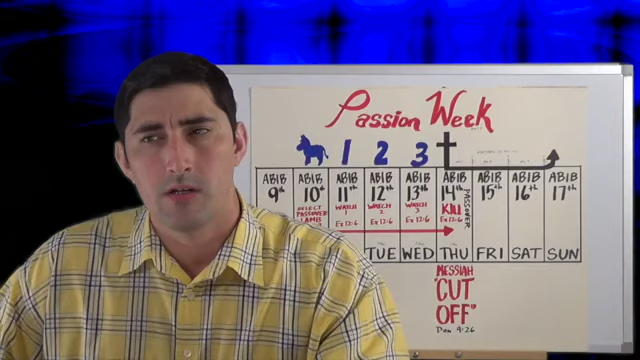 Passion Week
1 2 3
ABIB ABIB ABIB ABIB ABIB ABIB ABIB ABIB ABIB
9th 10th 11th 12th 13th 14th 15th 16th 17th
SELECT WATCH WATCH WATCH KILL PASSOVER
PASSOVER 1 2 3
LAMB Ex 12:6 Ex 12:6 Ex 12:6 Ex 12:6
TUE WED THU FRI SAT SUN
MESSIAH
"CUT
OFF"
Dan 9:26